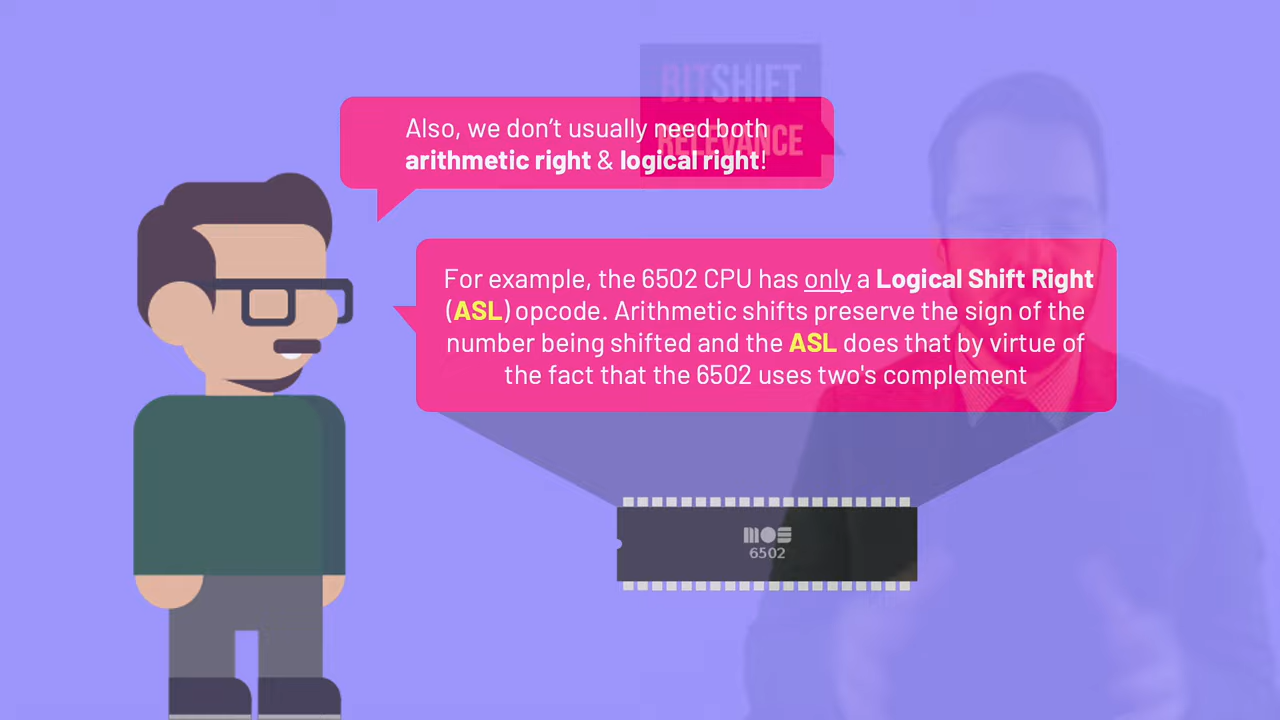 BITSHIFT
RELEVANCE
Also, we don't usually need both
arithmetic right & logical right!
For example, the 6502 CPU has only a Logical Shift Right
(ASL) opcode. Arithmetic shifts preserve the sign of the
number being shifted and the ASL does that by virtue of
the fact that the 6502 uses two's complement
mos
6502